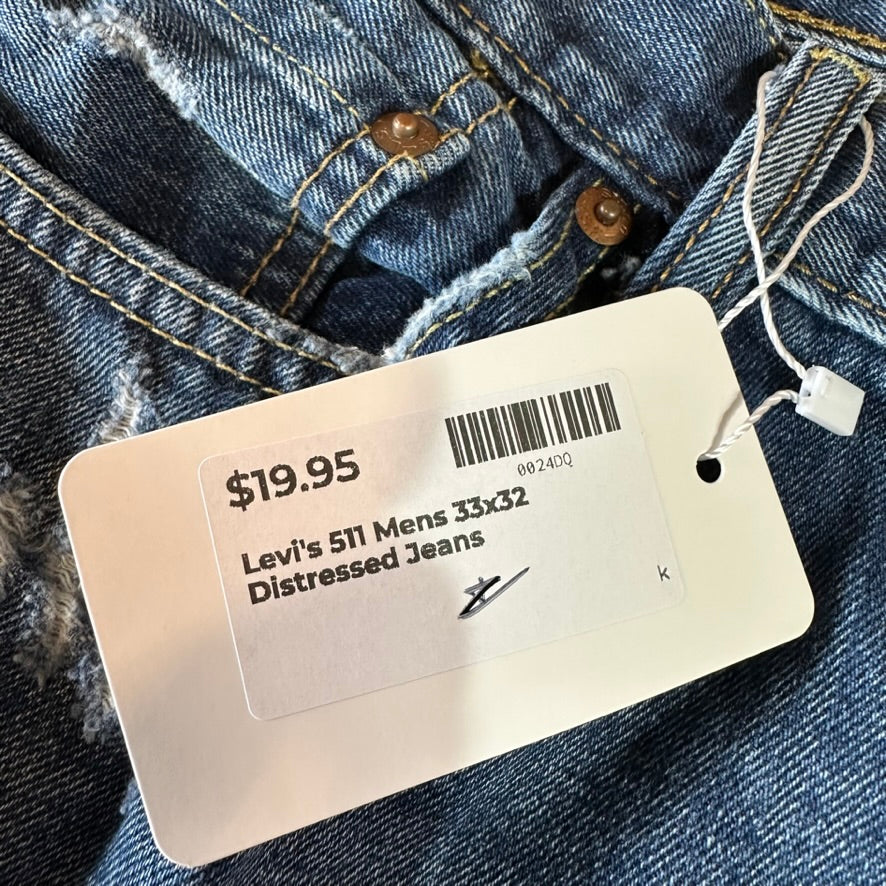 $19.95
0024DQ
Levi's 511 Mens 33x32
Distressed Jeans
k